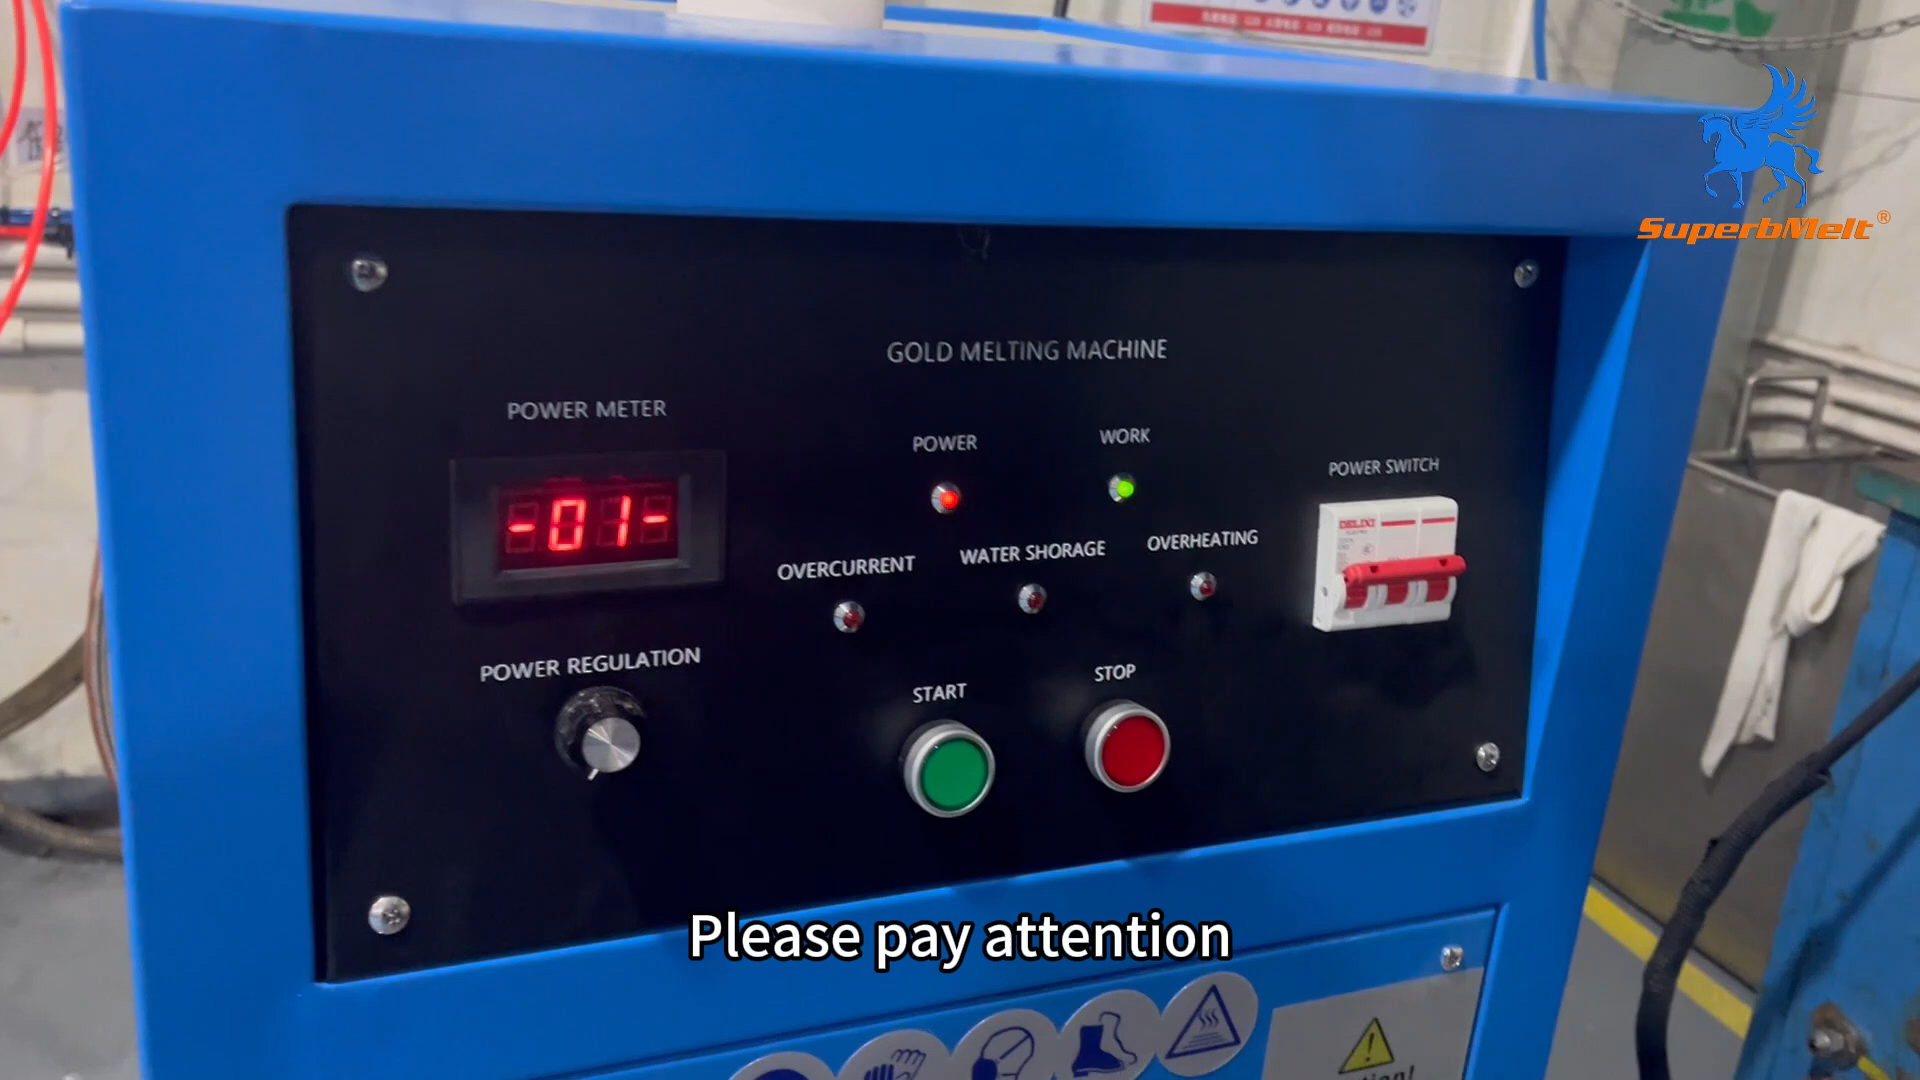 SuperbMelt®
GOLD MELTING MACHINE
POWER METER
POWER
WORK
POWER SWITCH
-01-
DELIXI
OVERCURRENT
WATER SHORAGE
OVERHEATING
POWER REGULATION
START
STOP
Please pay attention